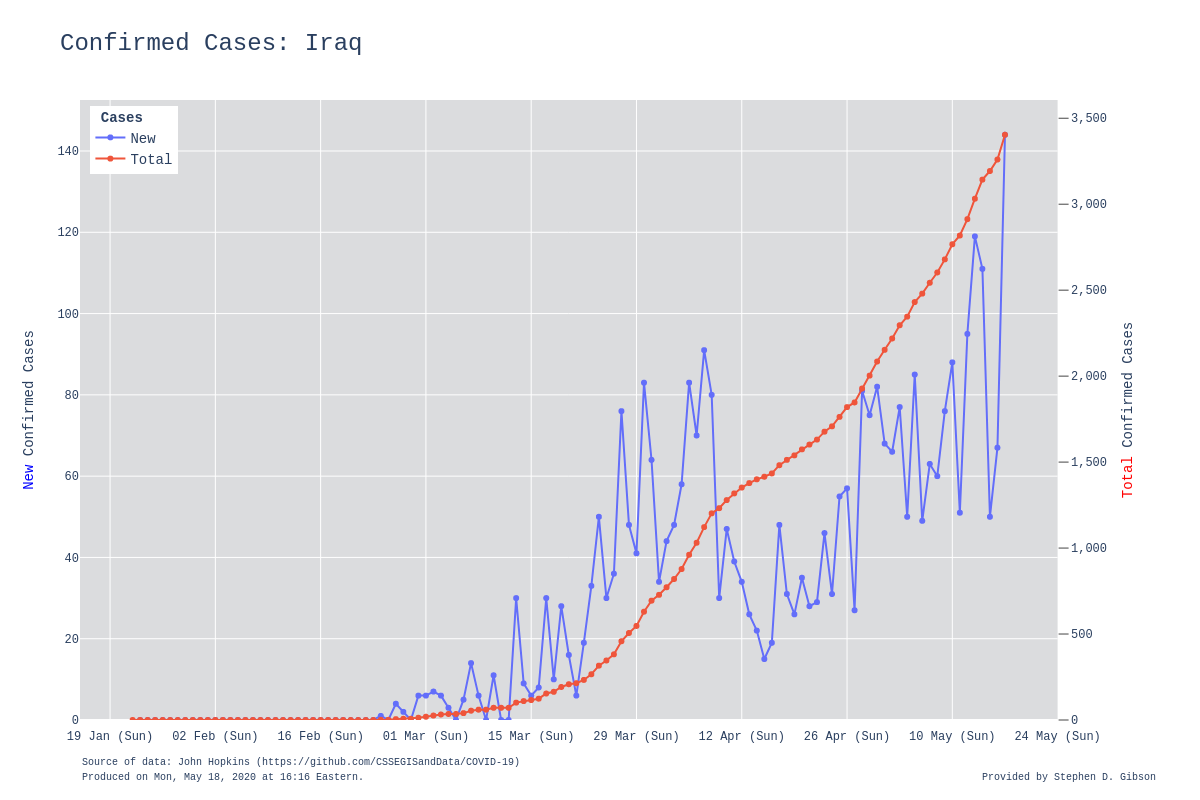 Confirmed Cases: Iraq
Cases
New
Total
140
120
100
80
60
40
20
0
3,500
3,000
2,500
2,000
1,500
1,000
500
0
New Confirmed Cases
Total Confirmed Cases
19 Jan (Sun)
02 Feb (Sun)
16 Feb (Sun)
01 Mar (Sun)
15 Mar (Sun)
29 Mar (Sun)
12 Apr (Sun)
26 Apr (Sun)
10 May (Sun)
24 May (Sun)
Source of data: John Hopkins (https://github.com/CSSEGISandData/COVID-19)
Produced on Mon, May 18, 2020 at 16:16 Eastern.
Provided by Stephen D. Gibson